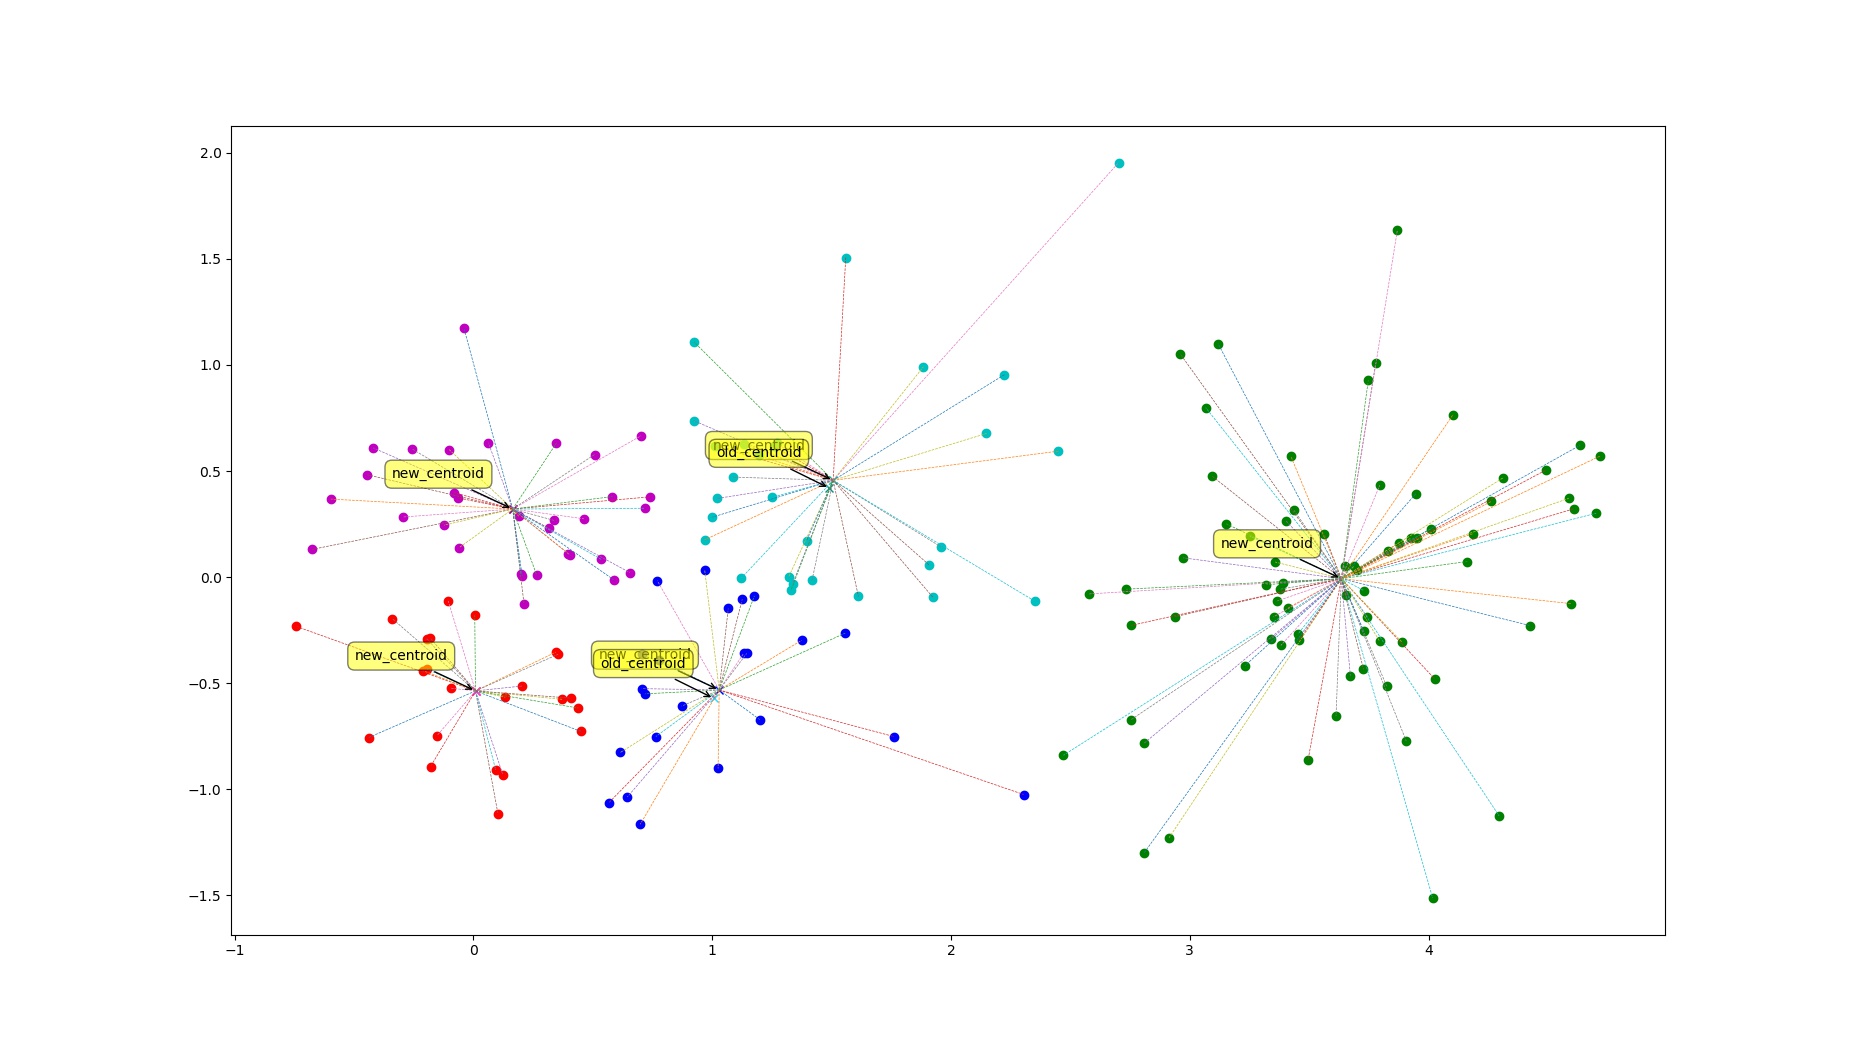 2.0
1.5
1.0
0.5
0.0
−0.5
−1.0
−1.5
new_centroid
old_centroid
new_centroid
new_centroid
new_centroid
new_centroid
old_centroid
−1 0 1 2 3 4